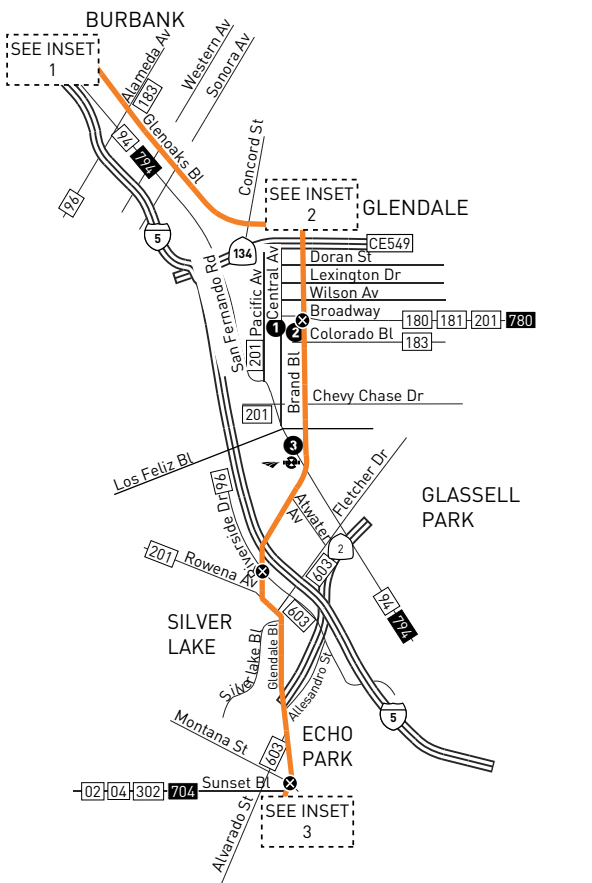 BURBANK
SEE INSET
1
Alameda Av
183
Western Av
Sonora Av
94
794
Glenoaks Bl
Concord St
96
5
SEE INSET
2
GLENDALE
134
CE549
Doran St
Lexington Dr
Wilson Av
Broadway
180
181
201
780
Colorado Bl
183
San Fernando Rd
Pacific Av
Central Av
1
2
201
Brand Bl
Chevy Chase Dr
201
3
Los Feliz Bl
96
Riverside Dr
Atwater
Av
Fletcher Dr
GLASSELL
PARK
2
201
Rowena Av
603
603
94
794
SILVER
LAKE
Silver lake Bl
Glendale Bl
Allesandro St
5
Montana St
ECHO
PARK
603
02
04
302
704
Sunset Bl
SEE INSET
3
Alvarado St